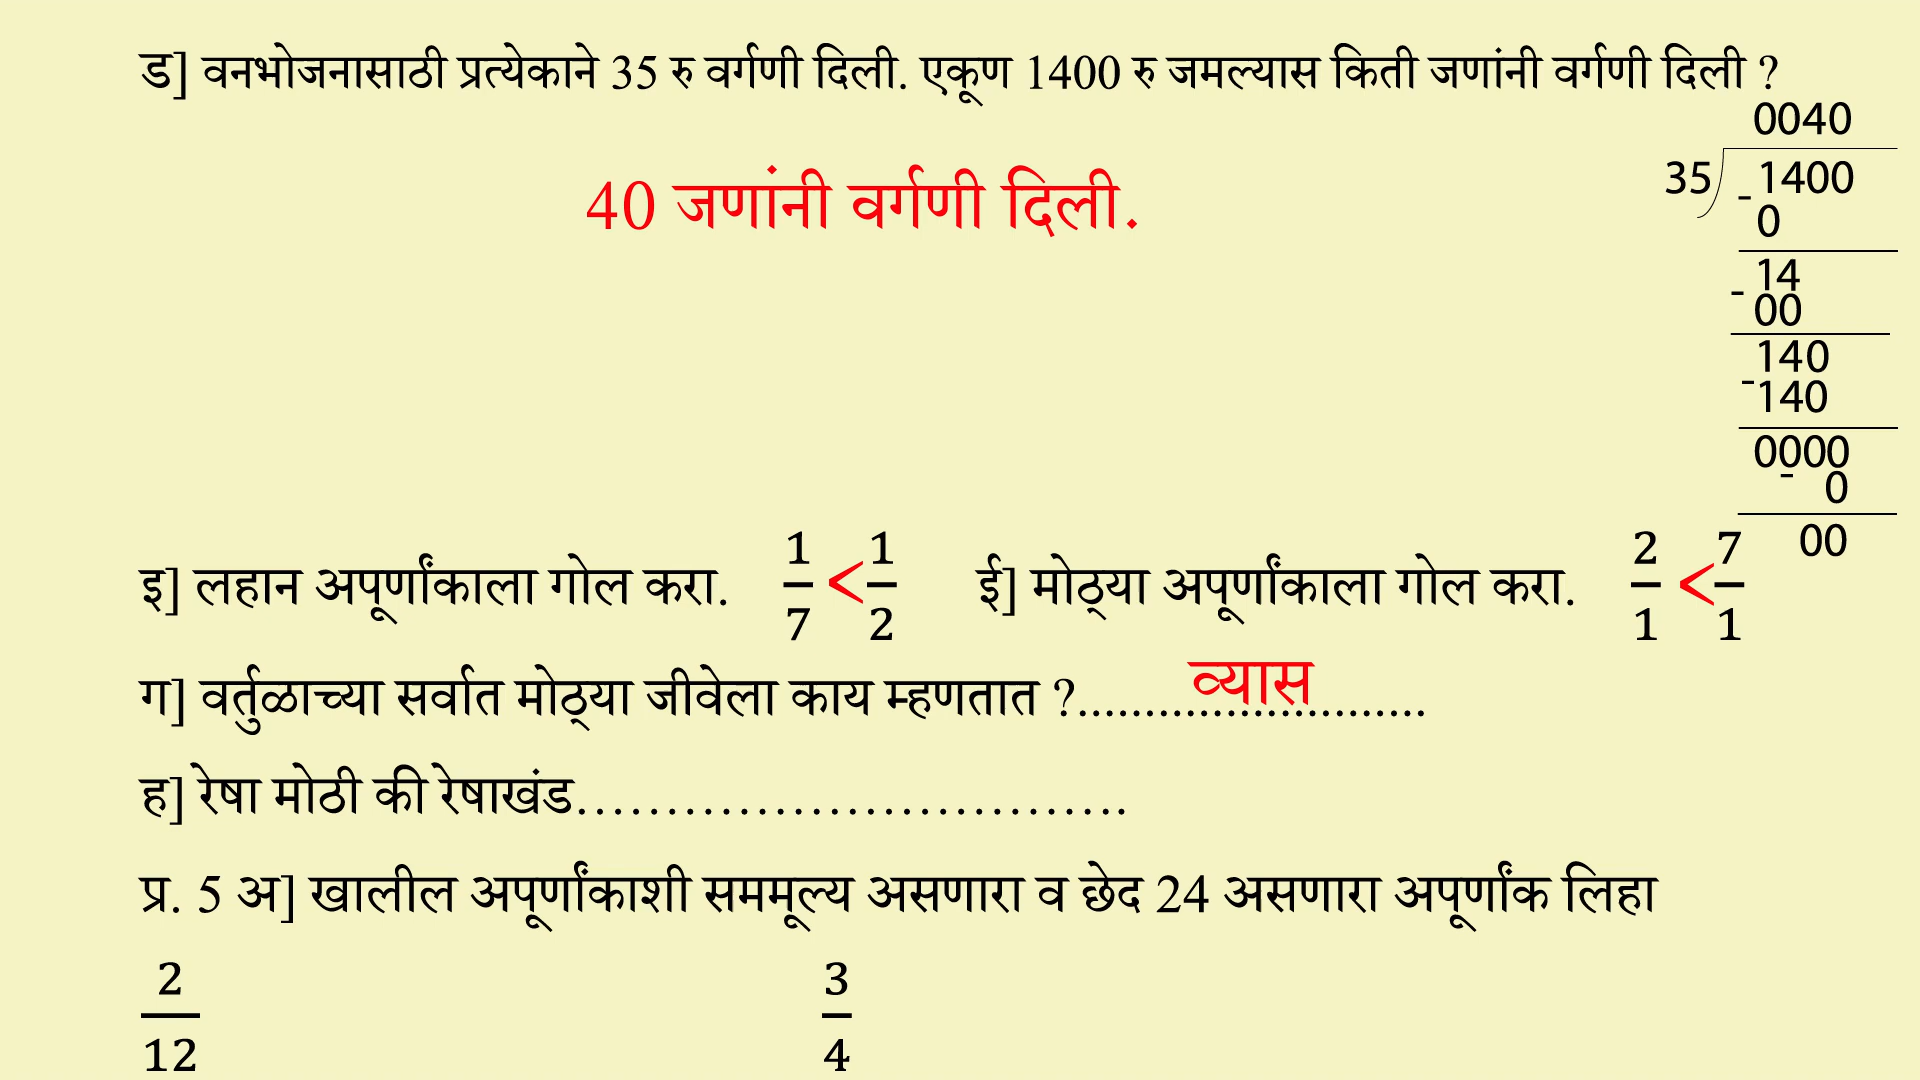 ड] वनभोजनासाठी प्रत्येकाने 35 रु वर्गणी दिली. एकूण 1400 रु जमल्यास किती जणांनी वर्गणी दिली ?
40 जणांनी वर्गणी दिली.
0040
35 1400
- 0
14
- 00
140
- 140
0000
- 0
00
इ] लहान अपूर्णांकाला गोल करा. 1/7 < 1/2 ई] मोठ्या अपूर्णांकाला गोल करा. 2/1 < 7/1
ग] वर्तुळाच्या सर्वात मोठ्या जीवेला काय म्हणतात ?..........व्यास..........
ह] रेषा मोठी की रेषाखंड…………………………….
प्र. 5 अ] खालील अपूर्णांकाशी सममूल्य असणारा व छेद 24 असणारा अपूर्णांक लिहा
2/12 3/4